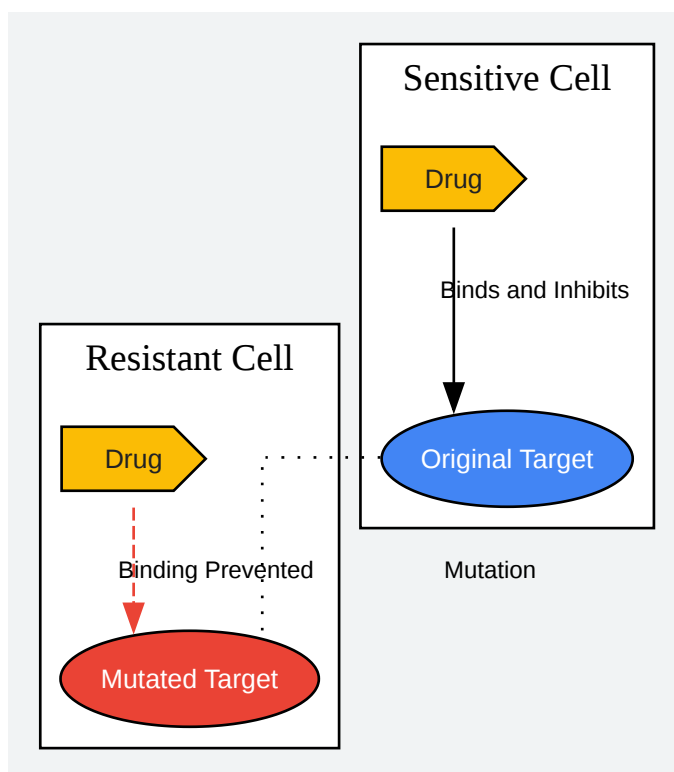 Sensitive Cell
Drug
Binds and Inhibits
Original Target
Resistant Cell
Drug
Binding Prevented
Mutated Target
Mutation